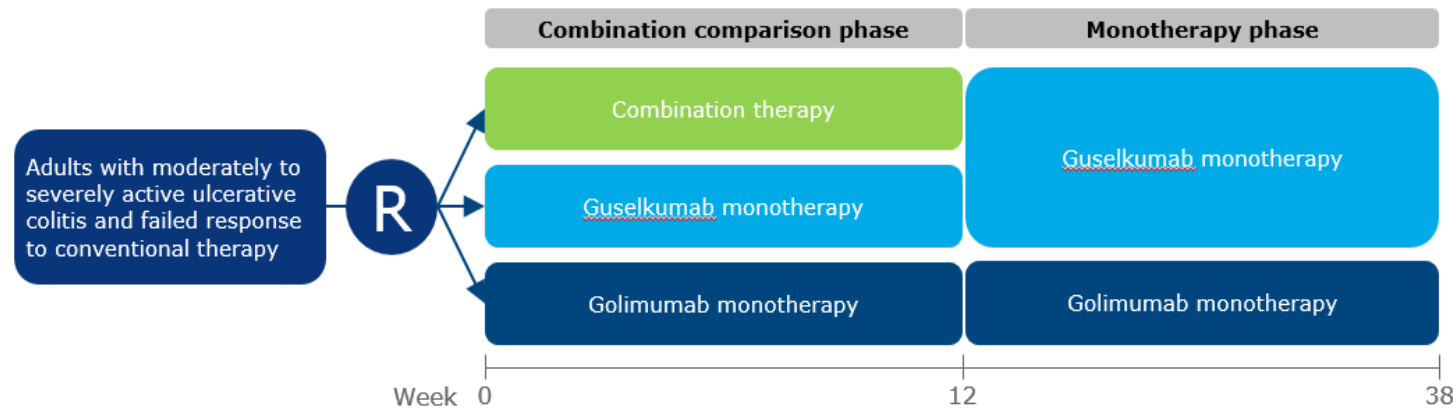 Combination comparison phase
Monotherapy phase
Combination therapy
Adults with moderately to
severely active ulcerative
colitis and failed response
to conventional therapy
R
Guselkumab monotherapy
Guselkumab monotherapy
Golimumab monotherapy
Golimumab monotherapy
Week 0 12 38